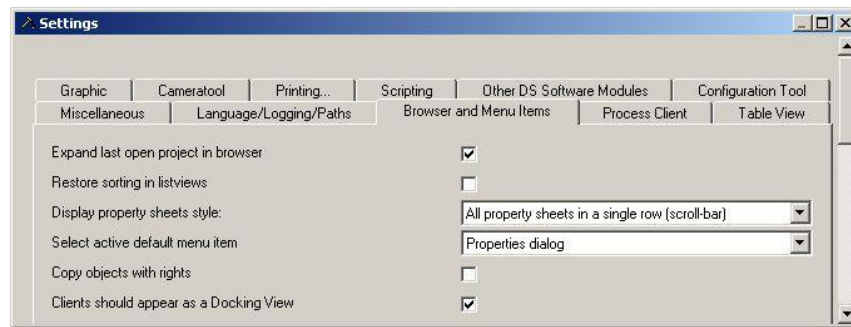 Settings
Graphic Cameratool Printing... Scripting Other DS Software Modules Configuration Tool
Miscellaneous Language/Logging/Paths Browser and Menu Items Process Client Table View
Expand last open project in browser
Restore sorting in listviews
Display property sheets style: All property sheets in a single row (scroll-bar)
Select active default menu item Properties dialog
Copy objects with rights
Clients should appear as a Docking View